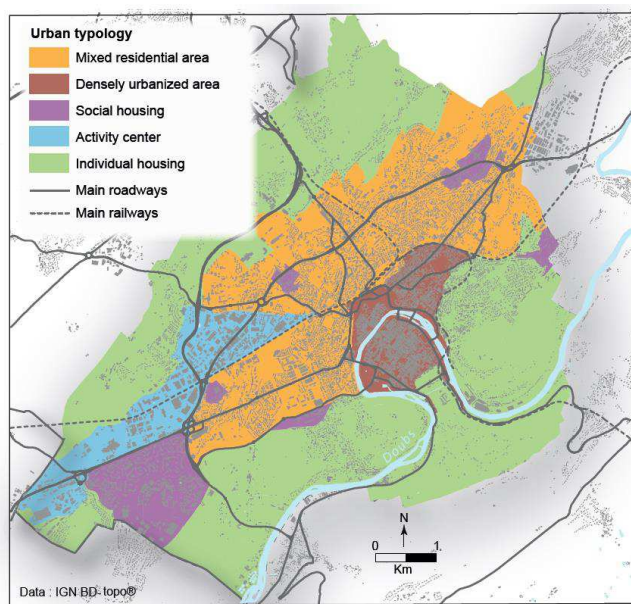 Urban typology
Mixed residential area
Densely urbanized area
Social housing
Activity center
Individual housing
Main roadways
Main railways
Doubs
N
0 1.
Km
Data : IGN BD-topo®